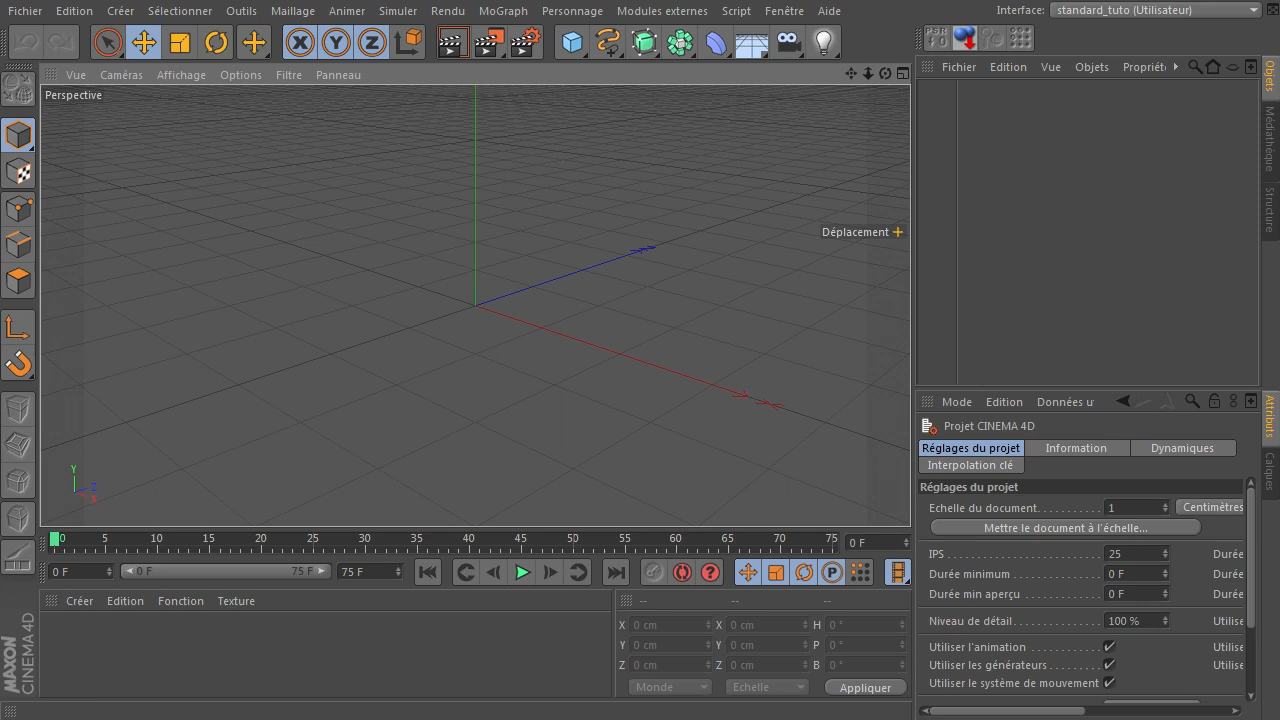 Fichier Edition Créer Sélectionner Outils Maillage Animer Simuler Rendu MoGraph Personnage Modules externes Script Fenêtre Aide Interface: standard_tuto (Utilisateur)
X Y Z
PSR
0
Vue Caméras Affichage Options Filtre Panneau
Fichier Edition Vue Objets Propriét
Perspective
Objets
Médiathèque
Structure
Déplacement
Y
Z
X
Mode Edition Données u
Attributs
Calques
Projet CINEMA 4D
Réglages du projet Information Dynamiques
Interpolation clé
Réglages du projet
Echelle du document 1 Centimètres
Mettre le document à l'échelle...
IPS 25 Durée
Durée minimum 0 F Durée
Durée min aperçu 0 F Durée
Niveau de détail 100 % Utilise
Utiliser l'animation Utilise
Utiliser les générateurs Utilise
Utiliser le système de mouvement
0 5 10 15 20 25 30 35 40 45 50 55 60 65 70 75 0 F
0 F 0 F 75 F 75 F
? P
Créer Edition Fonction Texture
-- -- --
X 0 cm X 0 cm H 0 °
Y 0 cm Y 0 cm P 0 °
Z 0 cm Z 0 cm B 0 °
Monde Echelle Appliquer
MAXON
CINEMA 4D